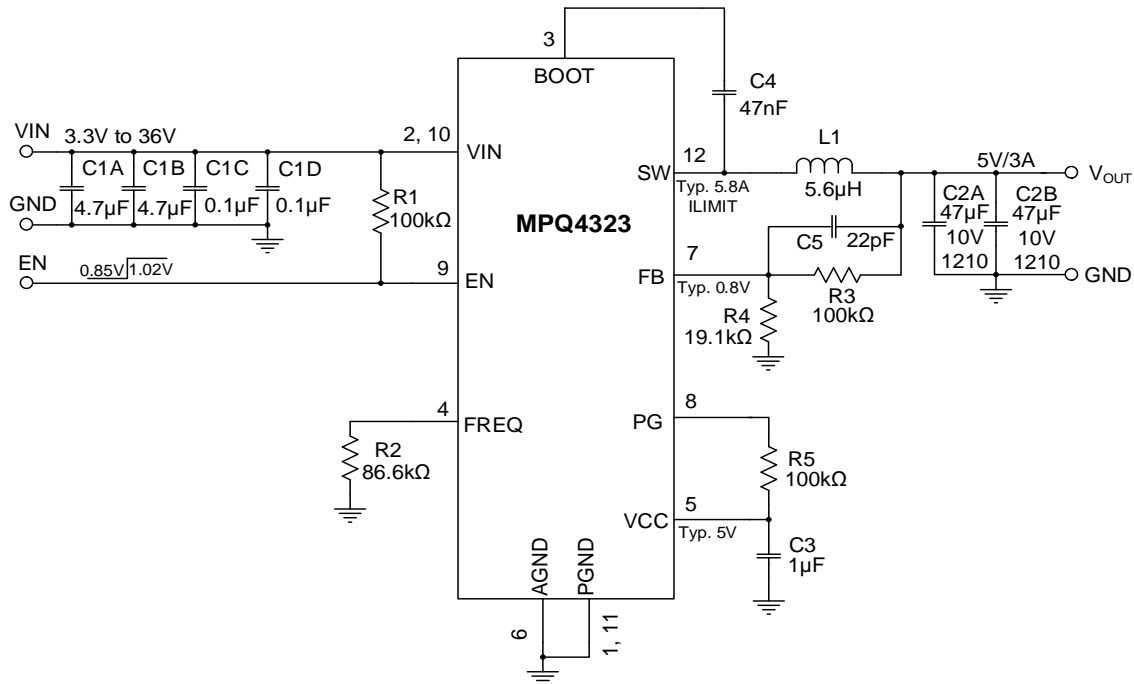 3
BOOT
C4
47nF
VIN
3.3V to 36V
2, 10
VIN
C1A
C1B
C1C
C1D
4.7µF
4.7µF
0.1µF
0.1µF
GND
R1
100kΩ
EN
0.85V
1.02V
9
EN
MPQ4323
12
SW
Typ. 5.8A
ILIMIT
L1
5.6µH
5V/3A
VOUT
C2A
47µF
10V
1210
C2B
47µF
10V
1210
GND
C5
22pF
7
FB
Typ. 0.8V
R3
100kΩ
R4
19.1kΩ
4
FREQ
R2
86.6kΩ
8
PG
R5
100kΩ
5
VCC
Typ. 5V
C3
1µF
AGND
PGND
6
1, 11